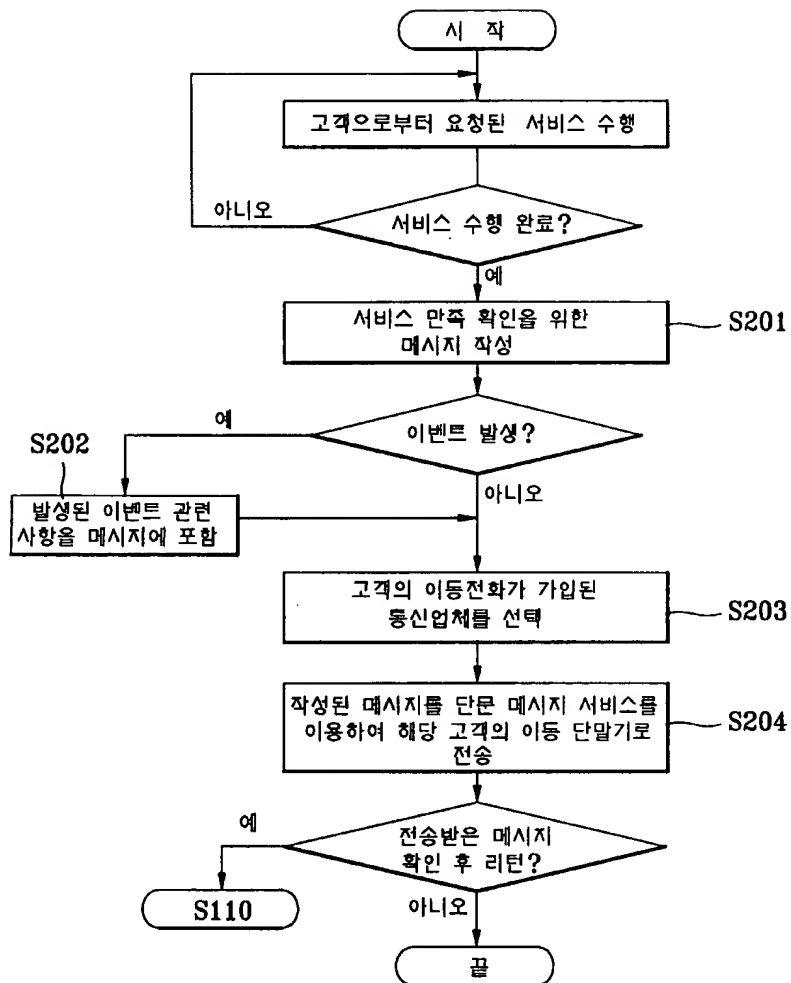 시 작
고객으로부터 요청된 서비스 수행
아니오
서비스 수행 완료?
예
서비스 만족 확인을 위한
메시지 작성
S201
예
이벤트 발생?
S202
아니오
발생된 이벤트 관련
사항을 메시지에 포함
고객의 이동전화가 가입된
통신업체를 선택
S203
작성된 메시지를 단문 메시지 서비스를
이용하여 해당 고객의 이동 단말기로
전송
S204
예
전송받은 메시지
확인 후 리턴?
S110
아니오
끝